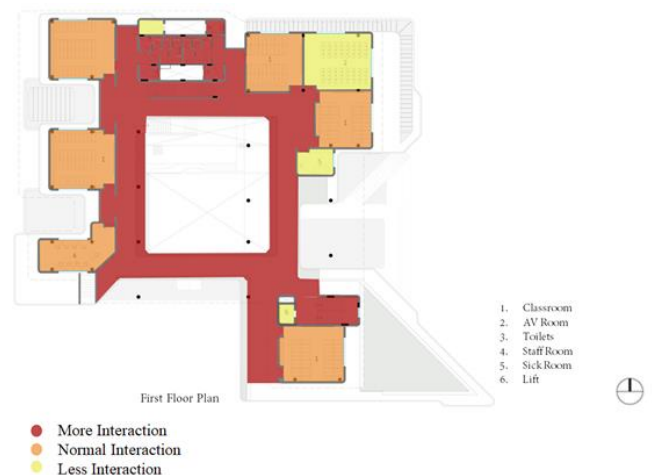 1. Classroom
2. AV Room
3. Toilets
4. Staff Room
5. Sick Room
6. Lift
First Floor Plan
More Interaction
Normal Interaction
Less Interaction